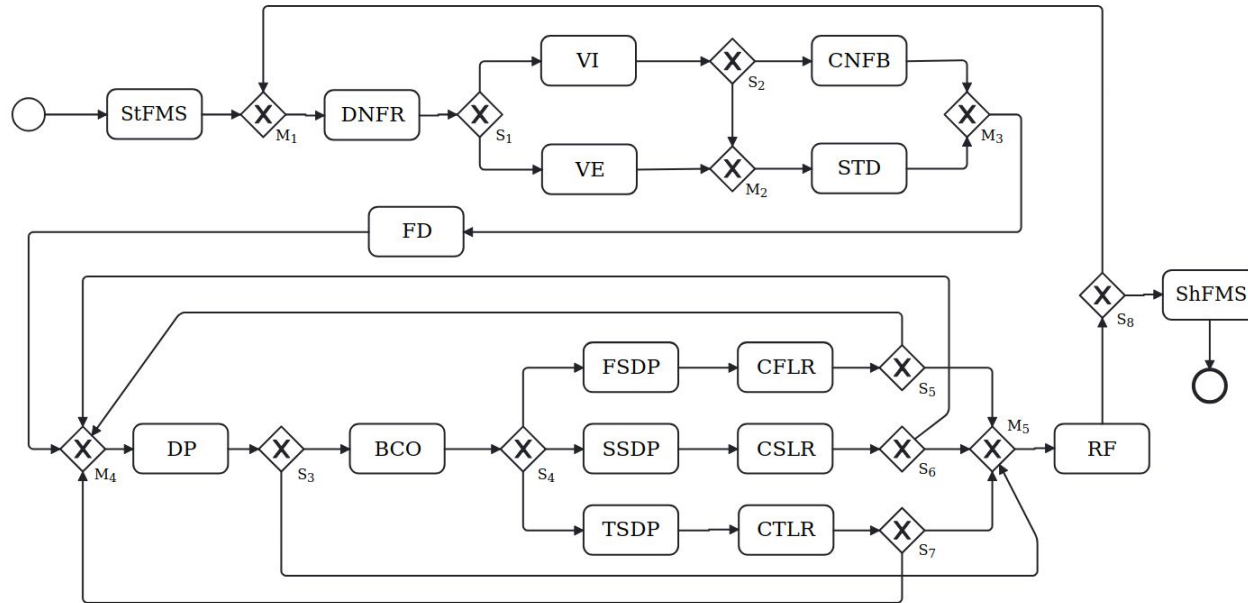 VI
CNFB
S2
StFMS
DNFR
M1
S1
M3
VE
STD
M2
FD
ShFMS
S8
FSDP
CFLR
S5
M5
DP
BCO
SSDP
CSLR
RF
M4
S3
S4
S6
TSDP
CTLR
S7